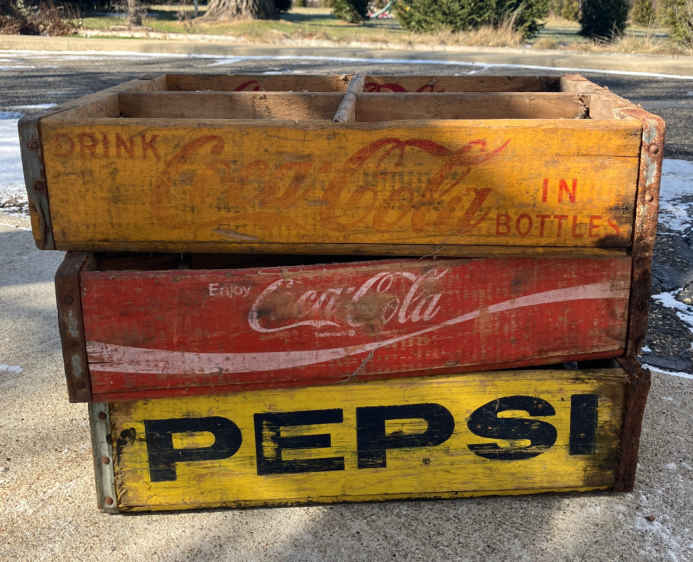 DRINK Coca-Cola IN
BOTTLES
Enjoy Coca-Cola
PEPSI